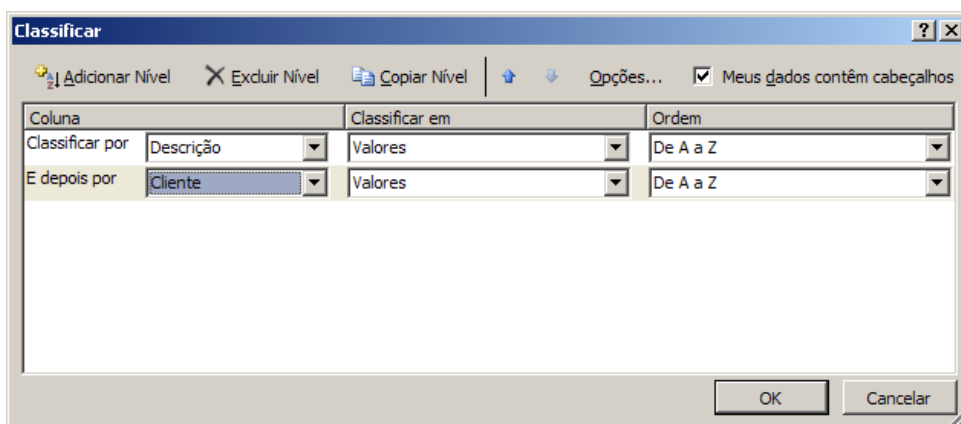 Classificar
Adicionar Nível Excluir Nível Copiar Nível Opções... Meus dados contêm cabeçalhos
Coluna Classificar em Ordem
Classificar por Descrição Valores De A a Z
E depois por Cliente Valores De A a Z
OK Cancelar